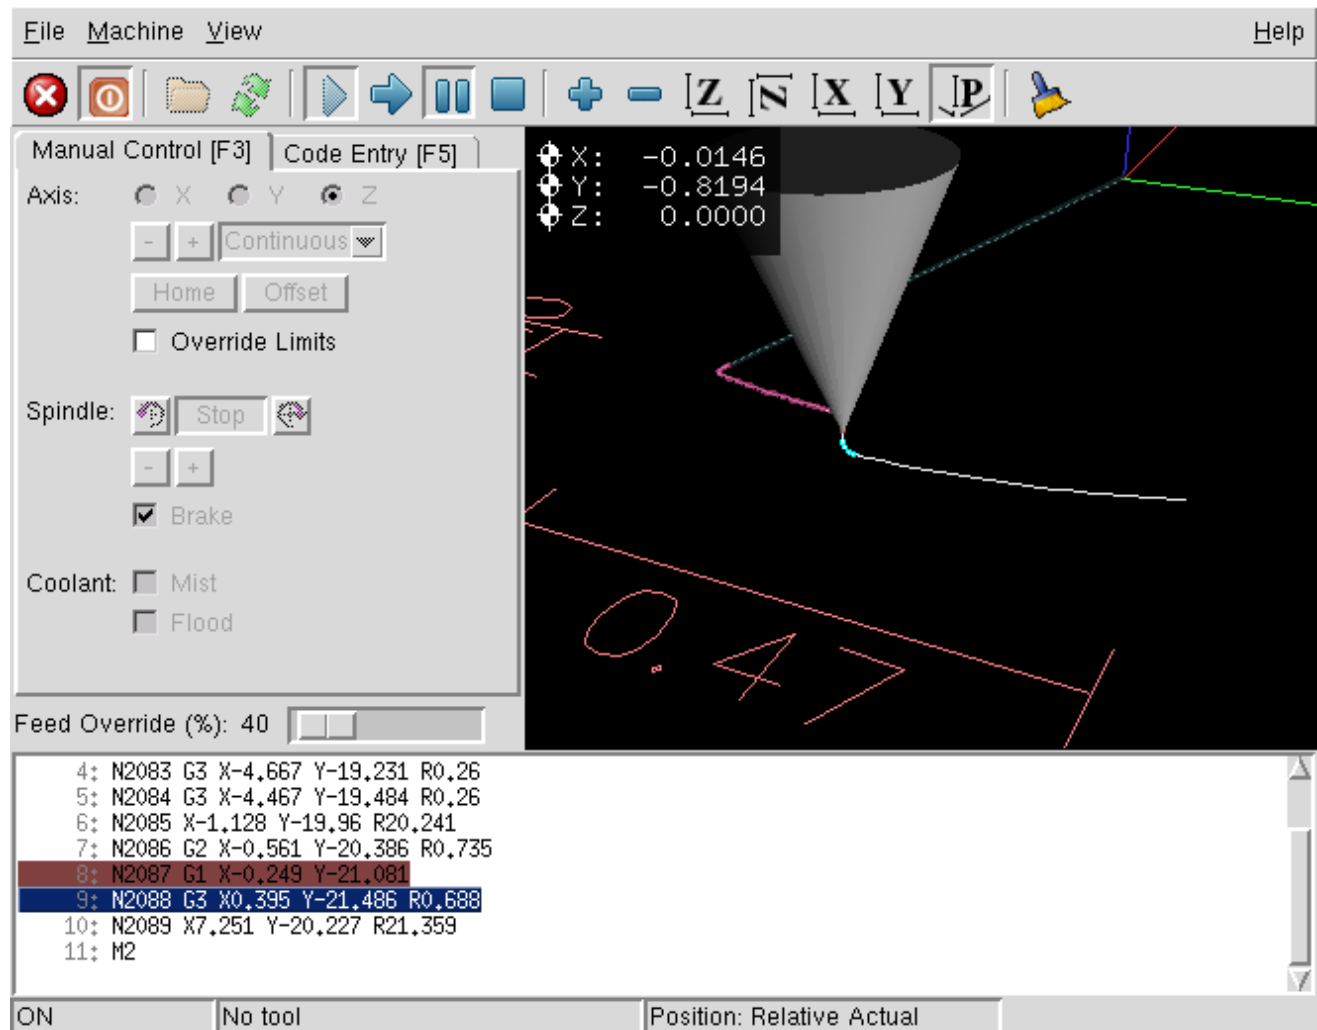 File Machine View Help
Z N X Y P
Manual Control [F3] Code Entry [F5]
Axis: X Y Z
- + Continuous
Home Offset
Override Limits
Spindle: Stop
- +
Brake
Coolant: Mist
Flood
Feed Override (%): 40
X: -0.0146
Y: -0.8194
Z: 0.0000
0.47
4: N2083 G3 X-4.667 Y-19.231 R0.26
5: N2084 G3 X-4.467 Y-19.484 R0.26
6: N2085 X-1.128 Y-19.96 R20.241
7: N2086 G2 X-0.561 Y-20.386 R0.735
8: N2087 G1 X-0.249 Y-21.081
9: N2088 G3 X0.395 Y-21.486 R0.688
10: N2089 X7.251 Y-20.227 R21.359
11: M2
ON No tool Position: Relative Actual